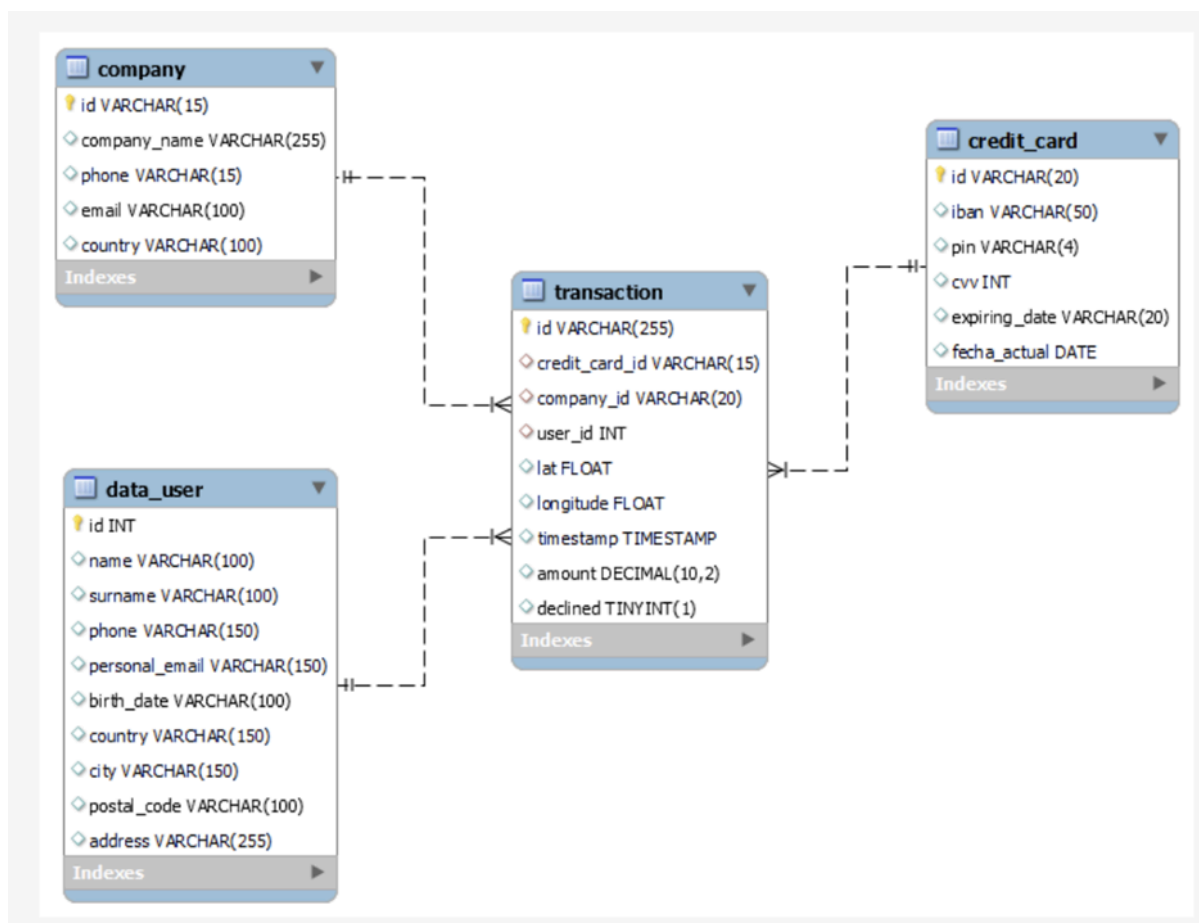 company
id VARCHAR(15)
company_name VARCHAR(255)
phone VARCHAR(15)
email VARCHAR(100)
country VARCHAR(100)
Indexes
credit_card
id VARCHAR(20)
iban VARCHAR(50)
pin VARCHAR(4)
cvv INT
expiring_date VARCHAR(20)
fecha_actual DATE
Indexes
transaction
id VARCHAR(255)
credit_card_id VARCHAR(15)
company_id VARCHAR(20)
user_id INT
lat FLOAT
longitude FLOAT
timestamp TIMESTAMP
amount DECIMAL(10,2)
declined TINYINT(1)
Indexes
data_user
id INT
name VARCHAR(100)
surname VARCHAR(100)
phone VARCHAR(150)
personal_email VARCHAR(150)
birth_date VARCHAR(100)
country VARCHAR(150)
city VARCHAR(150)
postal_code VARCHAR(100)
address VARCHAR(255)
Indexes